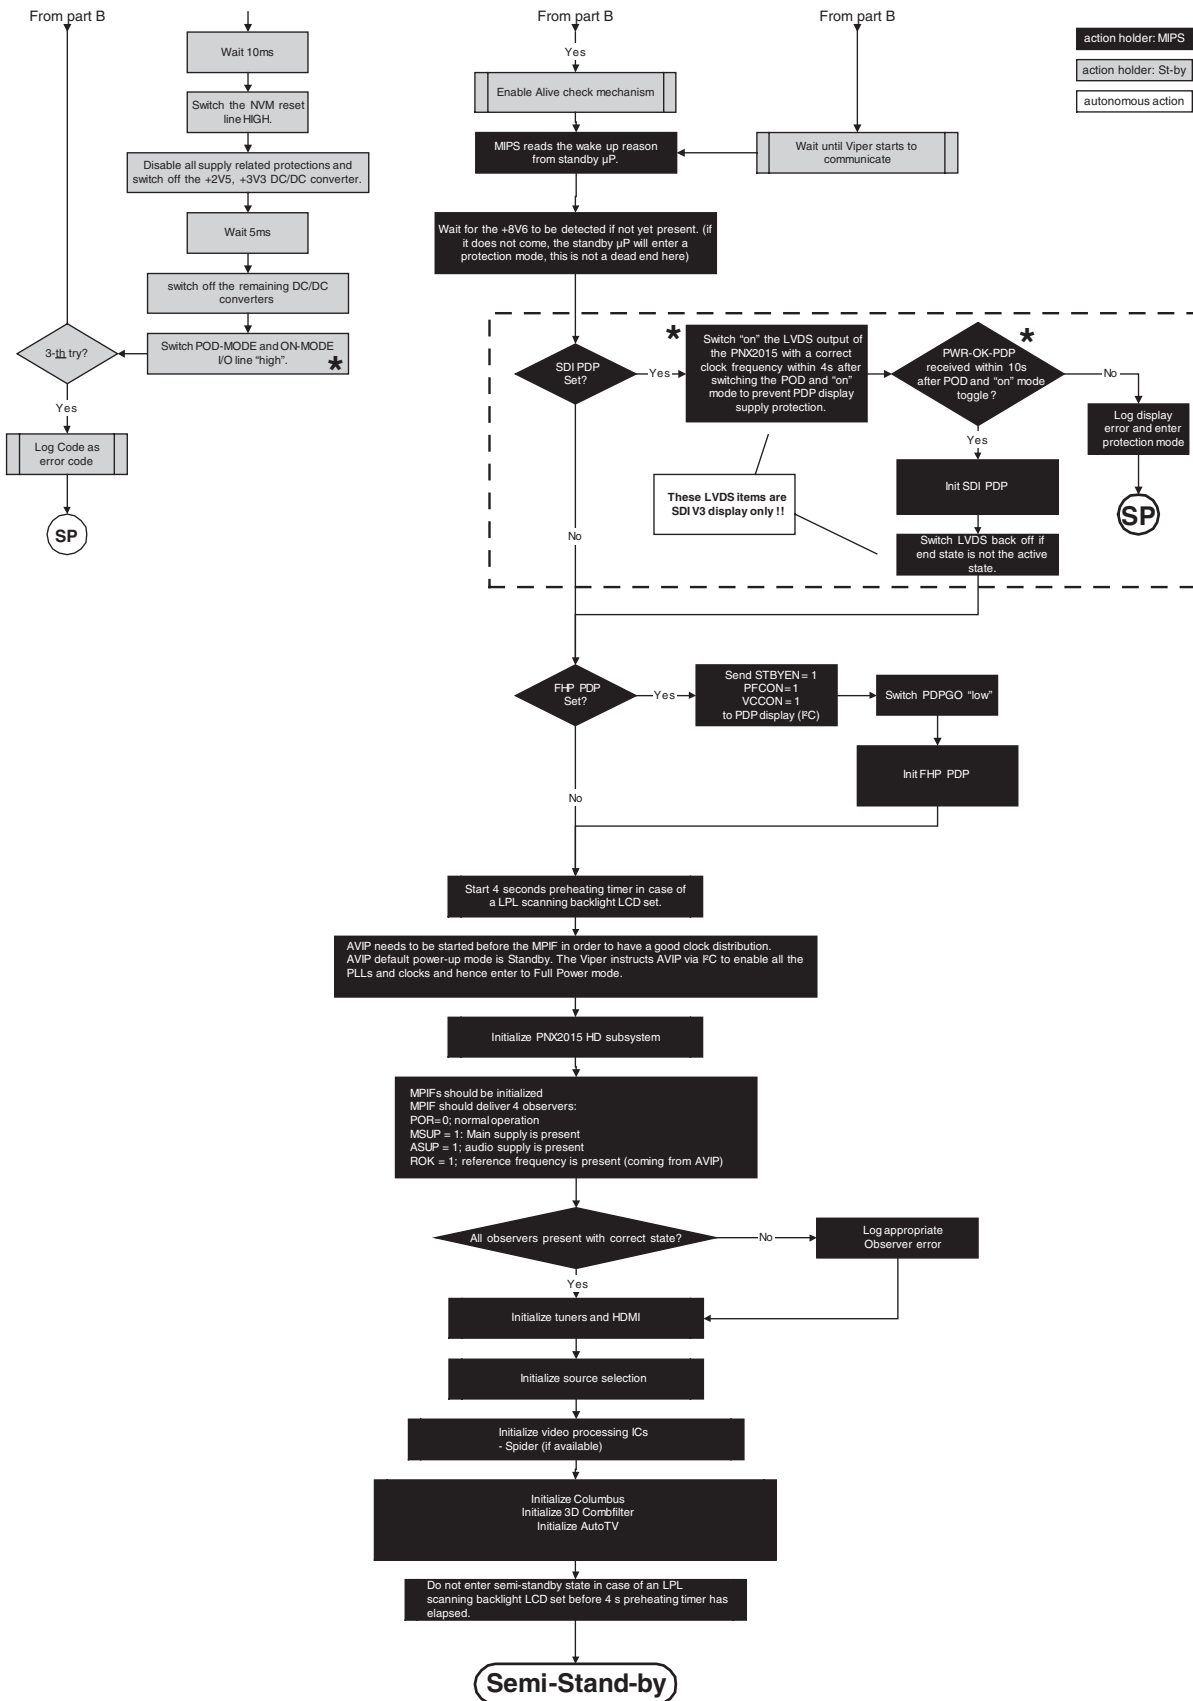 From part B
Wait 10ms
Switch the NVM reset
line HIGH.
Disable all supply related protections and
switch off the +2V5, +3V3 DC/DC converter.
Wait 5ms
switch off the remaining DC/DC
converters
Switch POD-MODE and ON-MODE
I/O line "high".
*
3-th try?
Yes
Log Code as
error code
SP
From part B
Yes
Enable Alive check mechanism
MIPS reads the wake up reason
from standby µP.
From part B
Wait until Viper starts to
communicate
action holder: MIPS
action holder: St-by
autonomous action
Wait for the +8V6 to be detected if not yet present. (if
it does not come, the standby µP will enter a
protection mode, this is not a dead end here)
SDI PDP
Set?
Yes
*
Switch "on" the LVDS output of
the PNX2015 with a correct
clock frequency within 4s after
switching the POD and "on"
mode to prevent PDP display
supply protection.
*
PWR-OK-PDP
received within 10s
after POD and "on" mode
toggle?
No
Log display
error and enter
protection mode
SP
Yes
Init SDI PDP
These LVDS items are
SDI V3 display only !!
Switch LVDS back off if
end state is not the active
state.
No
FHP PDP
Set?
Yes
Send STBYEN = 1
PFCON = 1
VCCON = 1
to PDP display (I²C)
Switch PDPGO "low"
Init FHP PDP
No
Start 4 seconds preheating timer in case of
a LPL scanning backlight LCD set.
AVIP needs to be started before the MPIF in order to have a good clock distribution.
AVIP default power-up mode is Standby. The Viper instructs AVIP via I²C to enable all the
PLLs and clocks and hence enter to Full Power mode.
Initialize PNX2015 HD subsystem
MPIFs should be initialized
MPIF should deliver 4 observers:
POR=0; normal operation
MSUP = 1: Main supply is present
ASUP = 1; audio supply is present
ROK = 1; reference frequency is present (coming from AVIP)
All observers present with correct state?
No
Log appropriate
Observer error
Yes
Initialize tuners and HDMI
Initialize source selection
Initialize video processing ICs
- Spider (if available)
Initialize Columbus
Initialize 3D Combfilter
Initialize AutoTV
Do not enter semi-standby state in case of an LPL
scanning backlight LCD set before 4 s preheating timer has
elapsed.
Semi-Stand-by